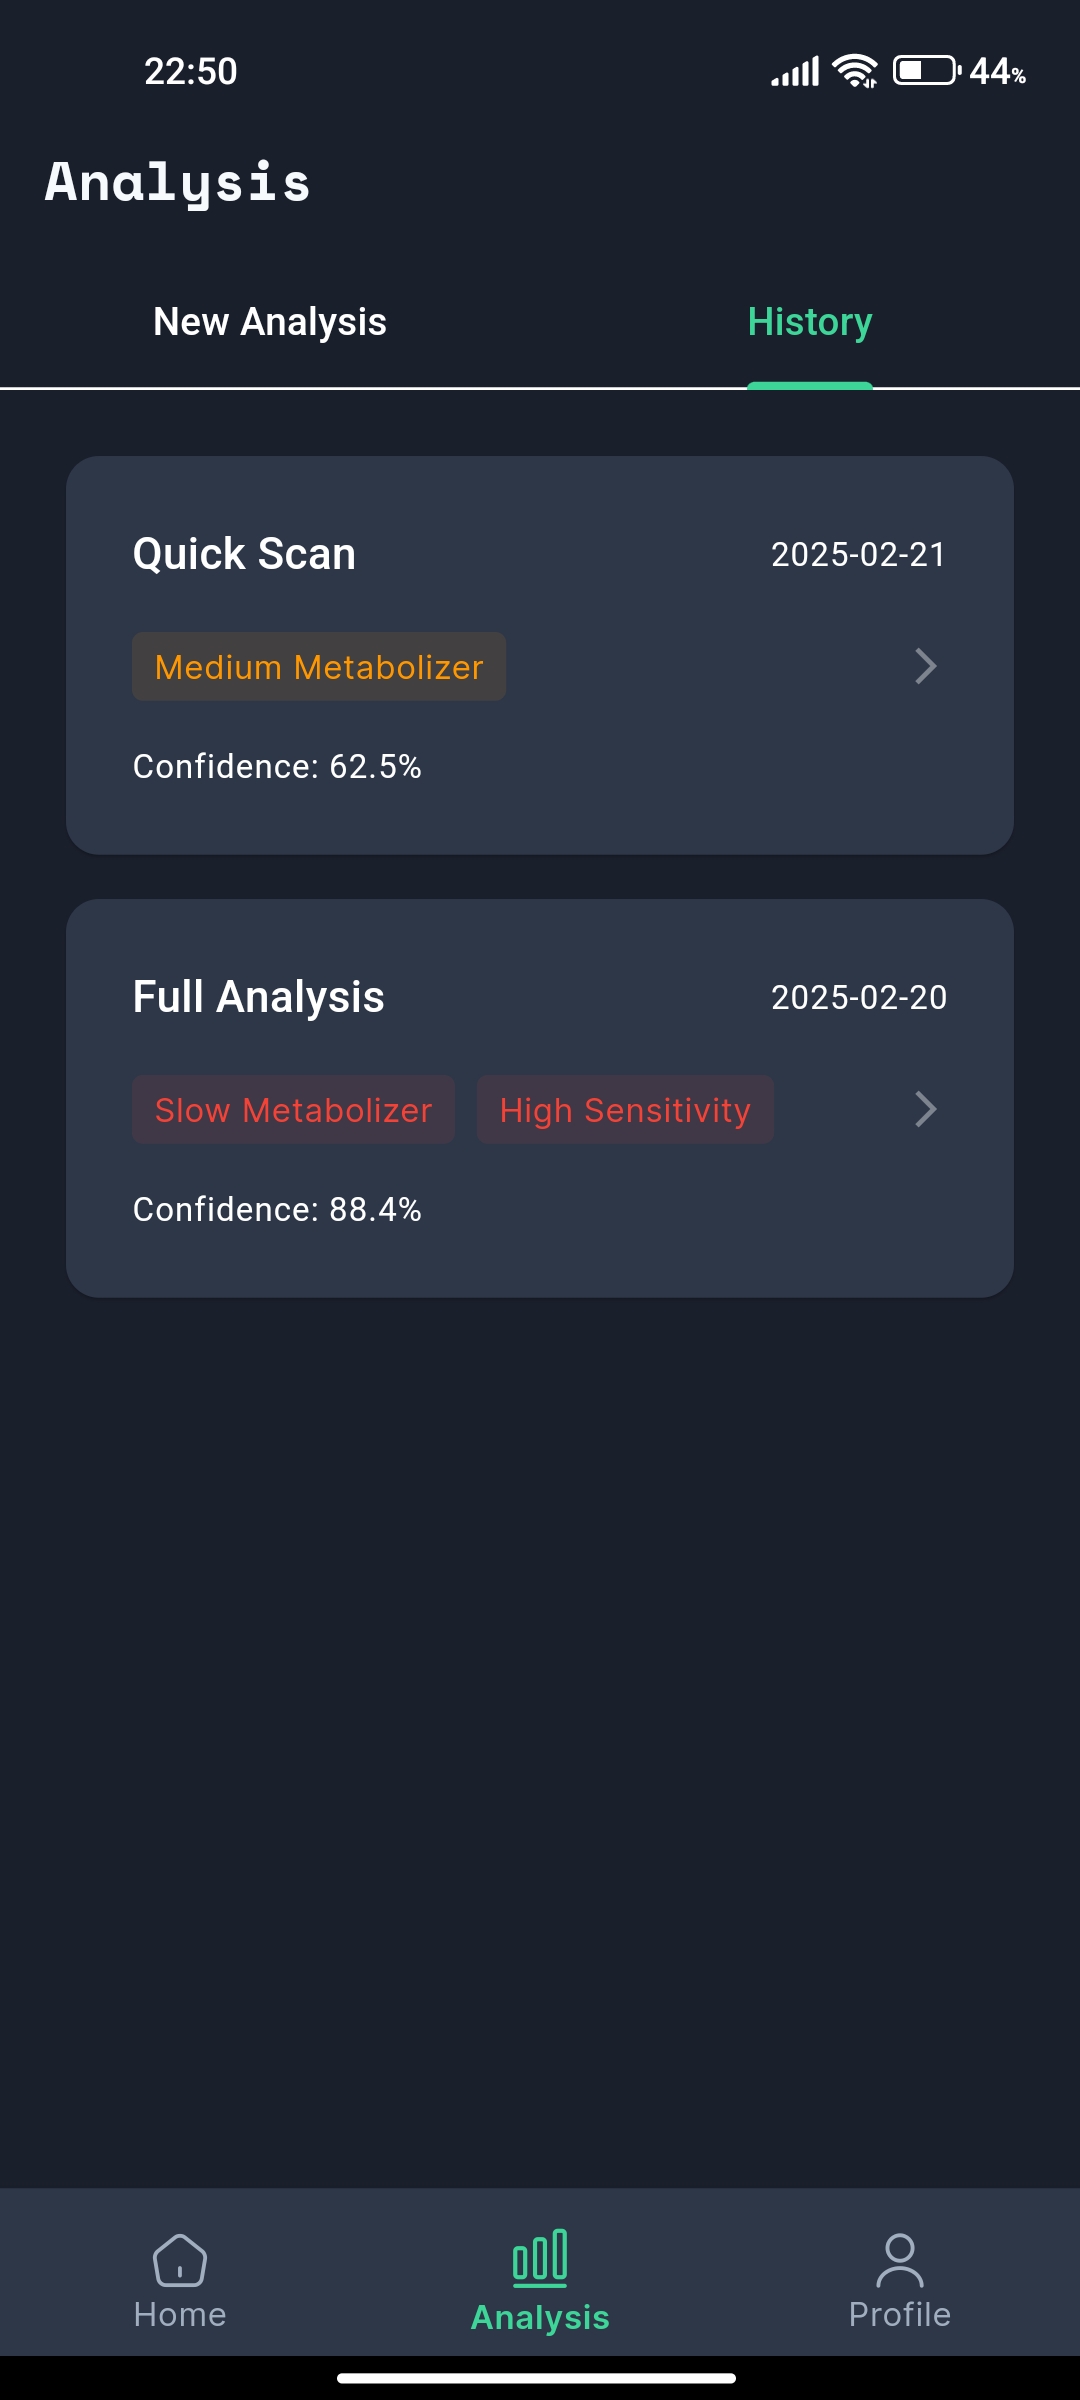 22:50 44%
Analysis
New Analysis History
Quick Scan 2025-02-21
Medium Metabolizer
Confidence: 62.5%
Full Analysis 2025-02-20
Slow Metabolizer High Sensitivity
Confidence: 88.4%
Home Analysis Profile